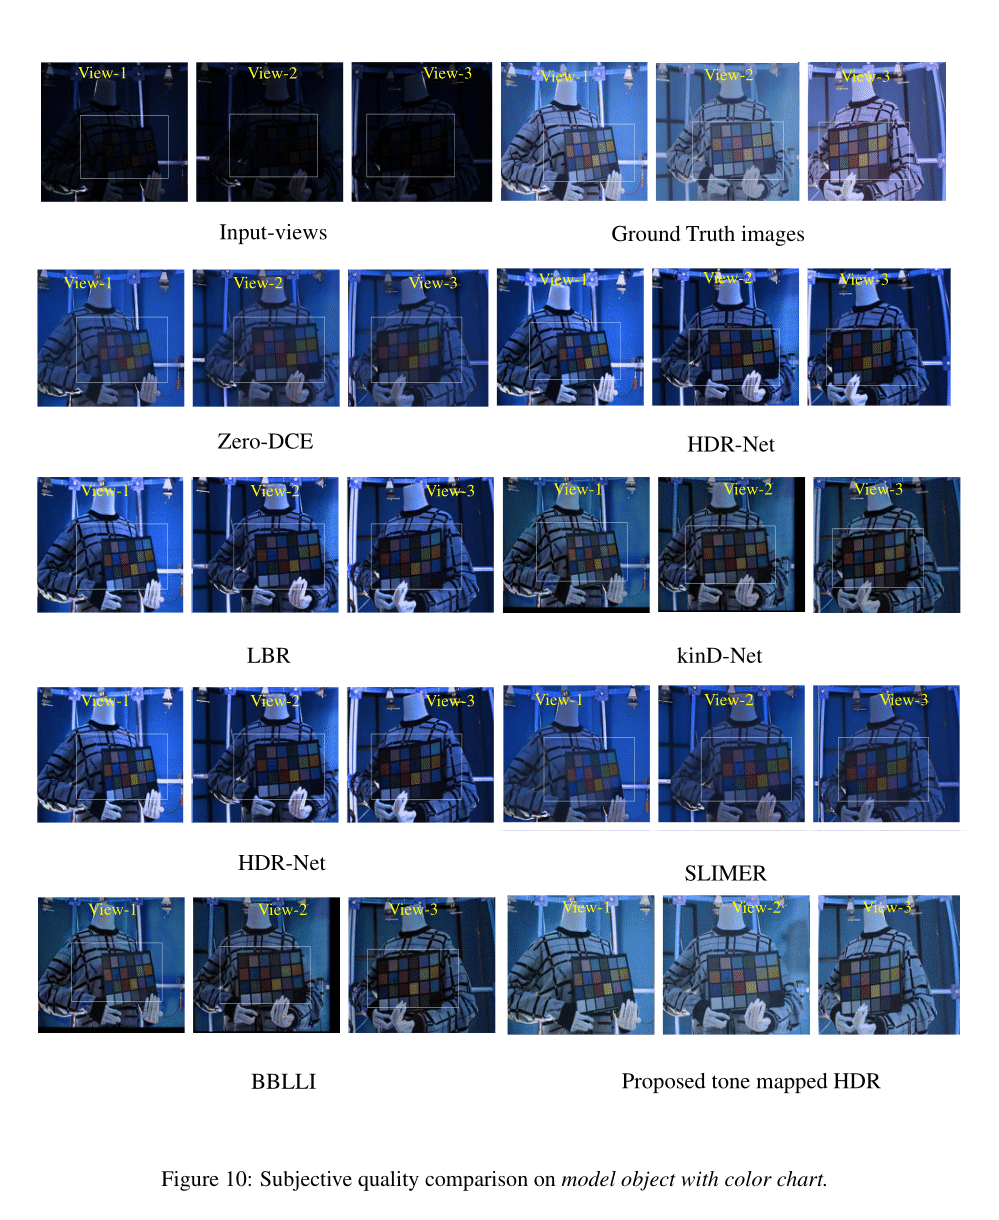 View-1 View-2 View-3 View-1 View-2 View-3
Input-views Ground Truth images
View-1 View-2 View-3 View-1 View-2 View-3
Zero-DCE HDR-Net
View-1 View-2 View-3 View-1 View-2 View-3
LBR kinD-Net
View-1 View-2 View-3 View-1 View-2 View-3
HDR-Net SLIMER
View-1 View-2 View-3 View-1 View-2 View-3
BBLLI Proposed tone mapped HDR
Figure 10: Subjective quality comparison on model object with color chart.